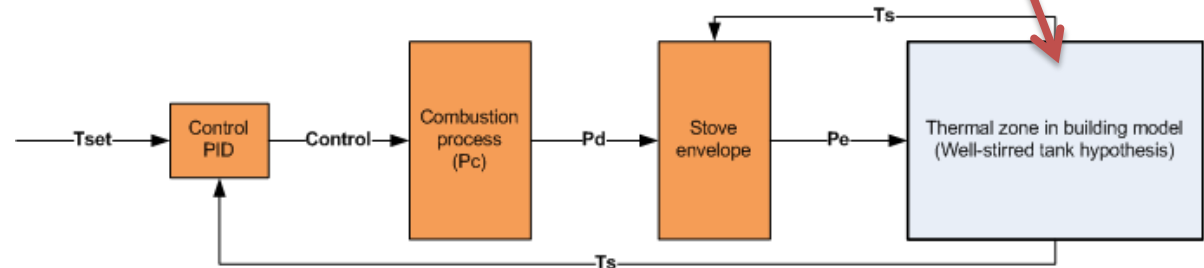 Ts
Tset
Control
PID
Control
Combustion
process
(Pc)
Pd
Stove
envelope
Pe
Thermal zone in building model
(Well-stirred tank hypothesis)
Ts